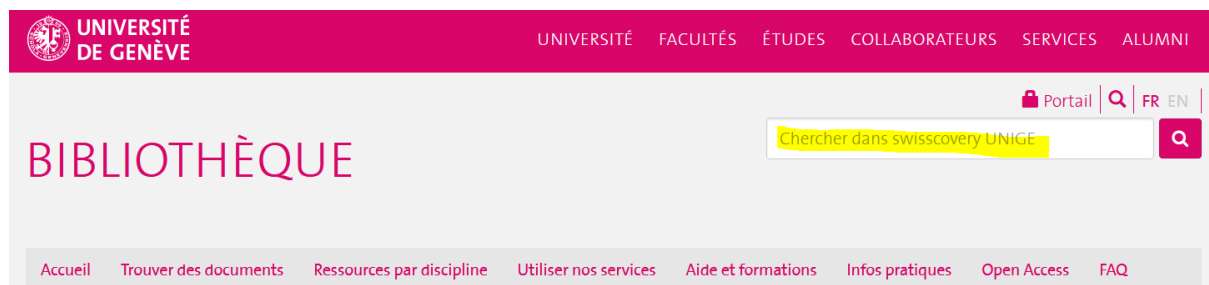 UNIVERSITÉ
DE GENÈVE
UNIVERSITÉ FACULTÉS ÉTUDES COLLABORATEURS SERVICES ALUMNI
Portail FR EN
Chercher dans swisscovery UNIGE
BIBLIOTHÈQUE
Accueil Trouver des documents Ressources par discipline Utiliser nos services Aide et formations Infos pratiques Open Access FAQ